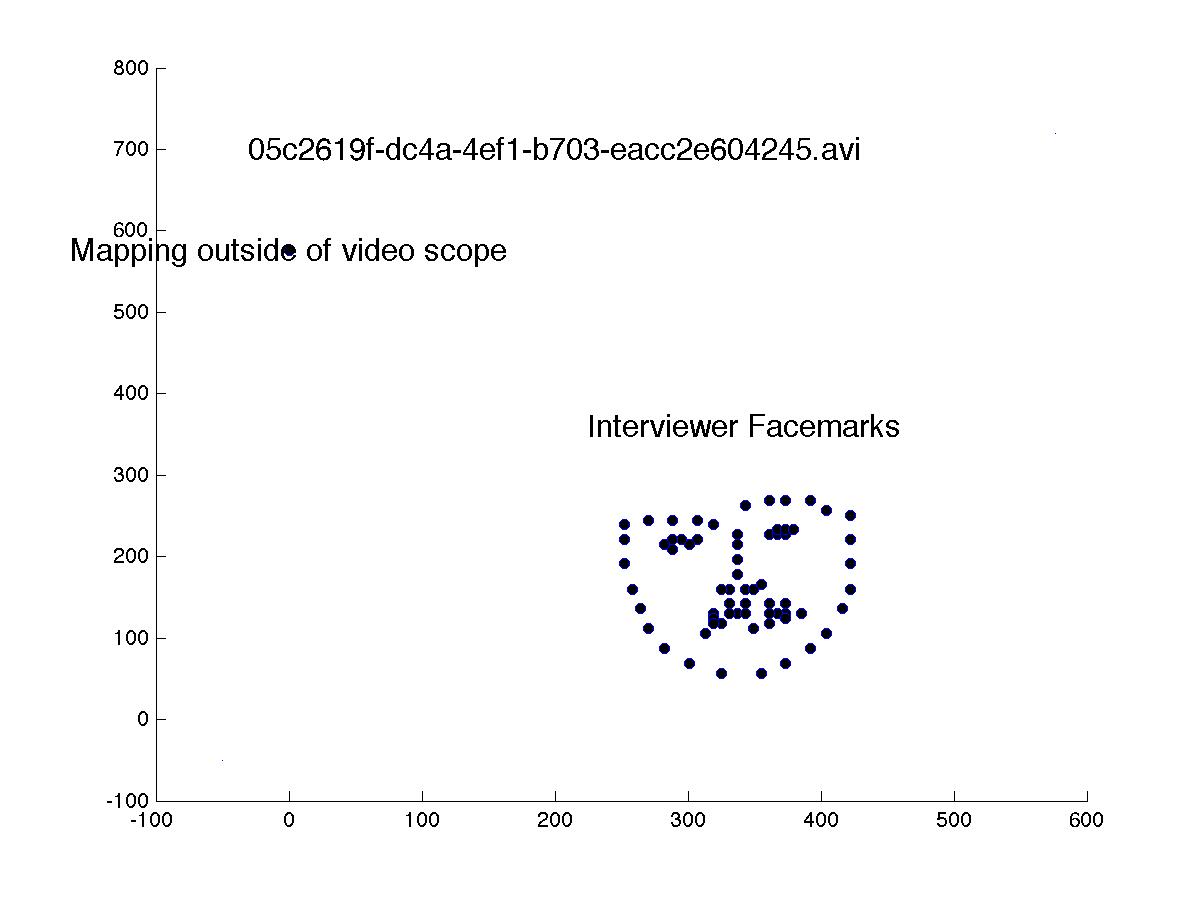 800
05c2619f-dc4a-4ef1-b703-eacc2e604245.avi
700
600
Mapping outside of video scope
500
400
Interviewer Facemarks
300
200
100
0
-100
-100 0 100 200 300 400 500 600